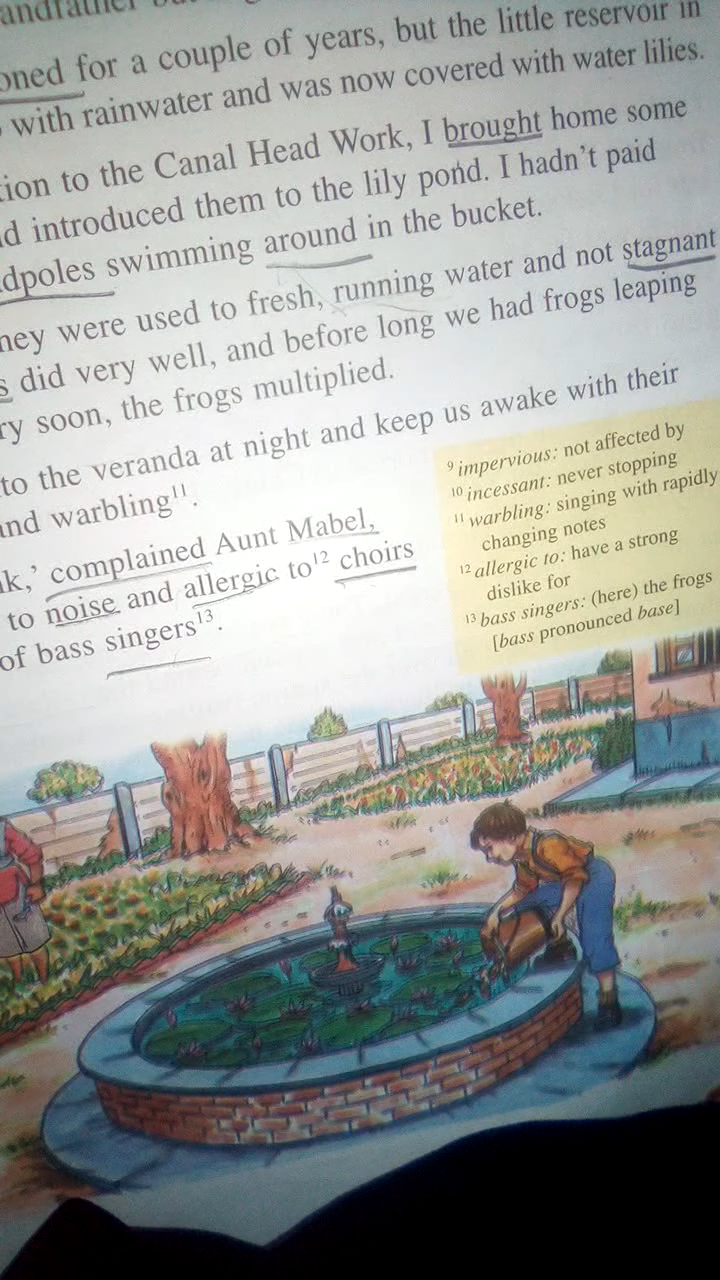 oned for a couple of years, but the little reservoir in
with rainwater and was now covered with water lilies.
tion to the Canal Head Work, I brought home some
d introduced them to the lily pond. I hadn't paid
dpoles swimming around in the bucket.
hey were used to fresh, running water and not stagnant
s did very well, and before long we had frogs leaping
ry soon, the frogs multiplied.
to the veranda at night and keep us awake with their
and warbling¹¹.
k,' complained Aunt Mabel,
to noise and allergic to¹² choirs
of bass singers¹³.
⁹ impervious: not affected by
¹⁰ incessant: never stopping
¹¹ warbling: singing with rapidly
changing notes
¹² allergic to: have a strong
dislike for
¹³ bass singers: (here) the frogs
[bass pronounced base]